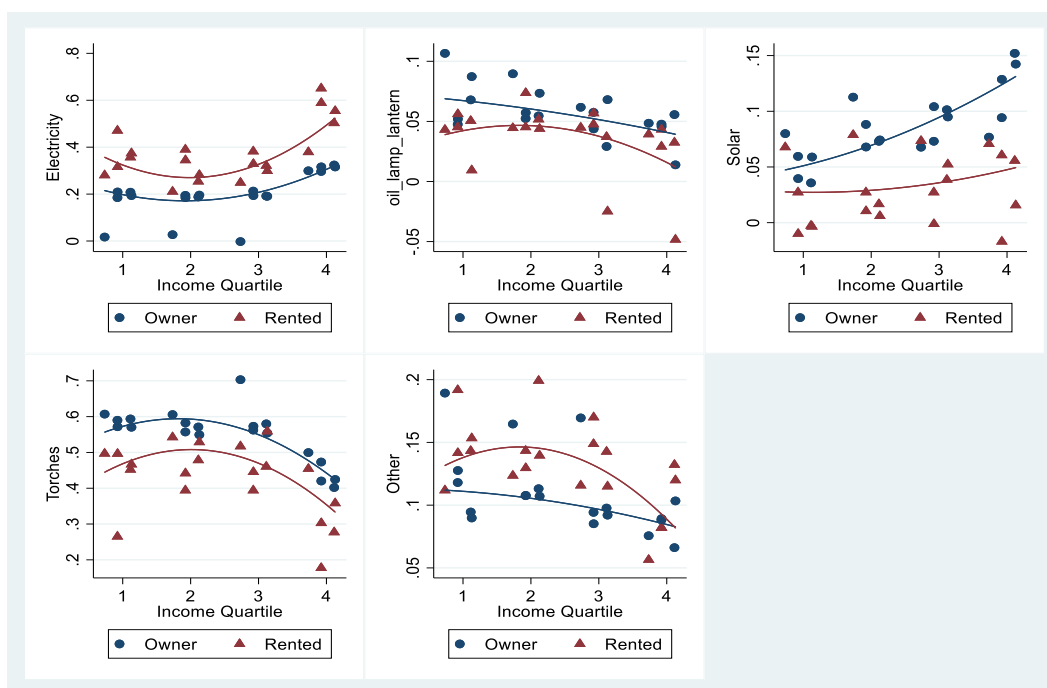 Electricity
.8
.6
.4
.2
0
1 2 3 4
Income Quartile
Owner Rented
oil_lamp_lantern
.1
.05
0
-.05
1 2 3 4
Income Quartile
Owner Rented
Solar
.15
.1
.05
0
1 2 3 4
Income Quartile
Owner Rented
Torches
.7
.6
.5
.4
.3
.2
1 2 3 4
Income Quartile
Owner Rented
Other
.2
.15
.1
.05
1 2 3 4
Income Quartile
Owner Rented